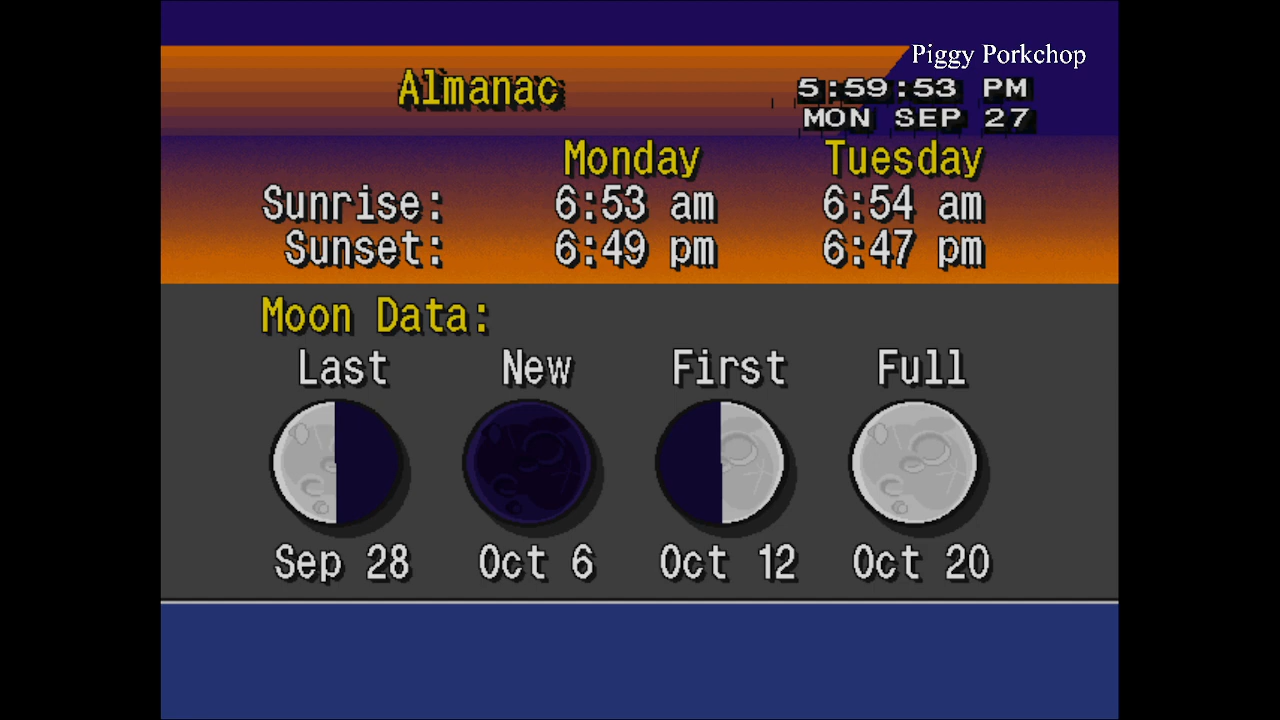 Piggy Porkchop
Almanac
5:59:53 PM
MON SEP 27
Monday Tuesday
Sunrise: 6:53 am 6:54 am
Sunset: 6:49 pm 6:47 pm
Moon Data:
Last New First Full
Sep 28 Oct 6 Oct 12 Oct 20